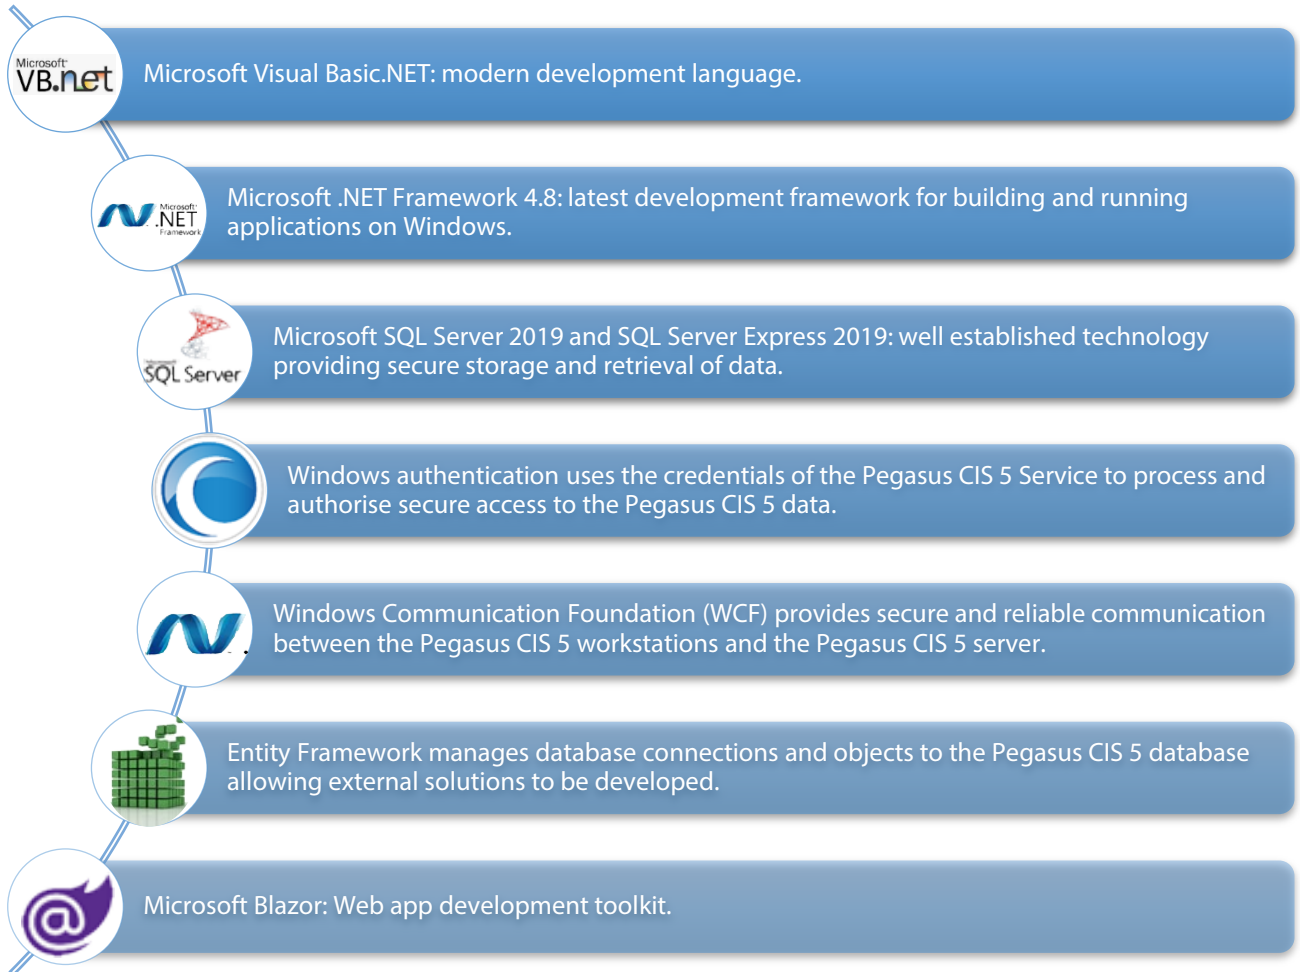 Microsoft
VB.net
Microsoft Visual Basic.NET: modern development language.
Microsoft
.NET
Framework
Microsoft .NET Framework 4.8: latest development framework for building and running
applications on Windows.
Microsoft
SQL Server
Microsoft SQL Server 2019 and SQL Server Express 2019: well established technology
providing secure storage and retrieval of data.
Windows authentication uses the credentials of the Pegasus CIS 5 Service to process and
authorise secure access to the Pegasus CIS 5 data.
Windows Communication Foundation (WCF) provides secure and reliable communication
between the Pegasus CIS 5 workstations and the Pegasus CIS 5 server.
Entity Framework manages database connections and objects to the Pegasus CIS 5 database
allowing external solutions to be developed.
@
Microsoft Blazor: Web app development toolkit.